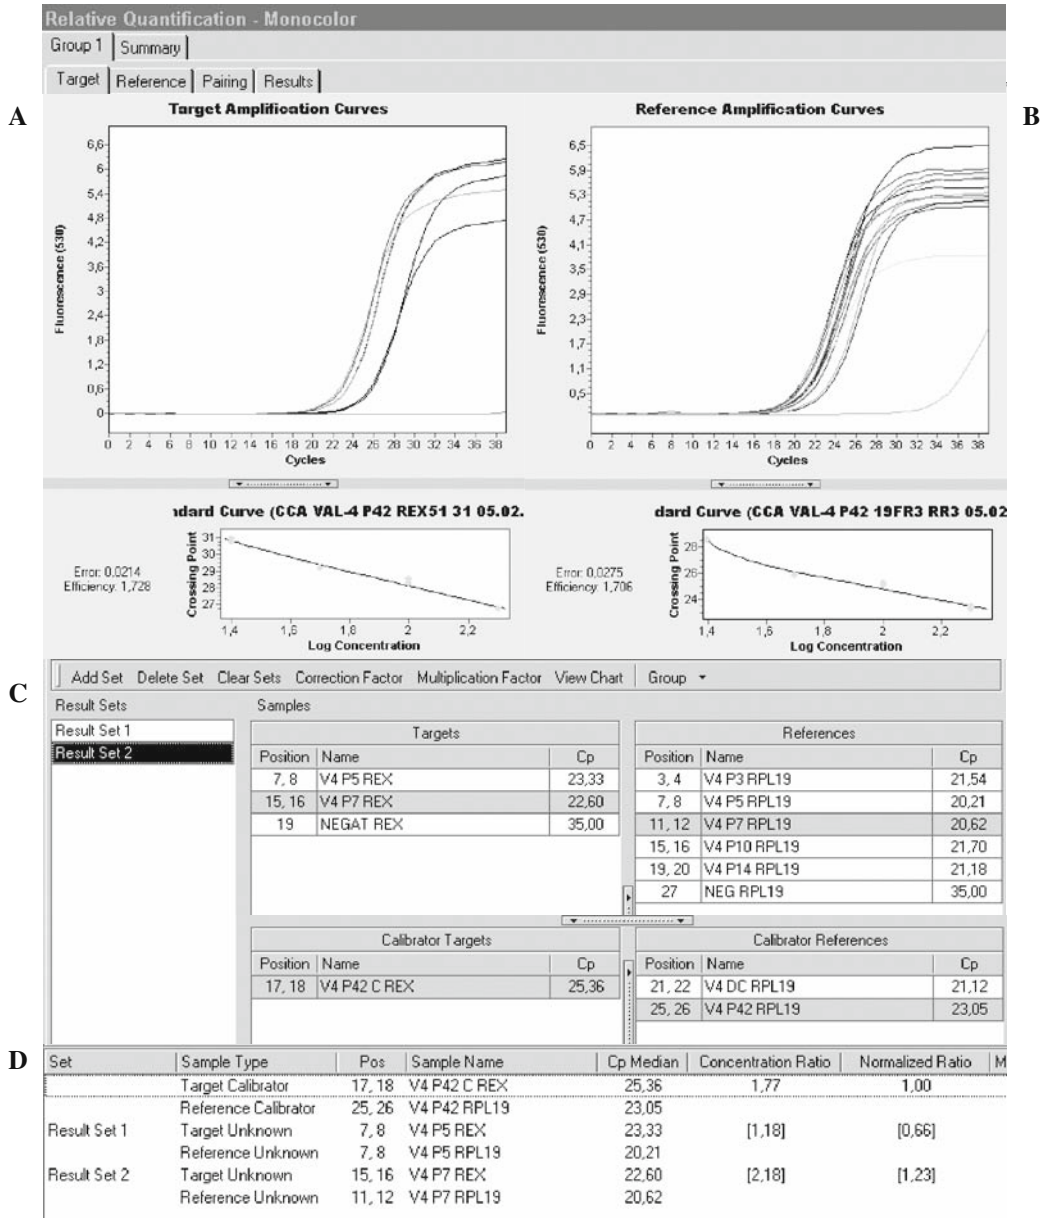 Relative Quantification - Monocolor
Group 1 Summary
Target Reference Pairing Results
A B
Target Amplification Curves Reference Amplification Curves
Fluorescence (530)
6,6
6
5,4
4,8
4,2
3,6
3
2,4
1,8
1,2
0,6
0
0 2 4 6 8 10 12 14 16 18 20 22 24 26 28 30 32 34 36 38
Cycles
Fluorescence (530)
6,5
5,9
5,3
4,7
4,1
3,5
2,9
2,3
1,7
1,1
0,5
0 2 4 6 8 10 12 14 16 18 20 22 24 26 28 30 32 34 36 38
Cycles
ndard Curve (CCA VAL-4 P42 REX51 31 05.02.
Error: 0,0214
Efficiency: 1,728
Crossing Point
31
30
29
28
27
1,4 1,6 1,8 2 2,2
Log Concentration
dard Curve (CCA VAL-4 P42 19FR3 RR3 05.02
Error: 0,0275
Efficiency: 1,706
Crossing Point
28
26
24
1,4 1,6 1,8 2 2,2
Log Concentration
C
Add Set Delete Set Clear Sets Correction Factor Multiplication Factor View Chart Group
Result Sets Samples
Result Set 1
Result Set 2
Targets
Position Name Cp
7, 8 V4 P5 REX 23,33
15, 16 V4 P7 REX 22,60
19 NEGAT REX 35,00
References
Position Name Cp
3, 4 V4 P3 RPL19 21,54
7, 8 V4 P5 RPL19 20,21
11, 12 V4 P7 RPL19 20,62
15, 16 V4 P10 RPL19 21,70
19, 20 V4 P14 RPL19 21,18
27 NEG RPL19 35,00
Calibrator Targets
Position Name Cp
17, 18 V4 P42 C REX 25,36
Calibrator References
Position Name Cp
21, 22 V4 DC RPL19 21,12
25, 26 V4 P42 RPL19 23,05
D
Set Sample Type Pos Sample Name Cp Median Concentration Ratio Normalized Ratio M
Target Calibrator 17, 18 V4 P42 C REX 25,36 1,77 1,00
Reference Calibrator 25, 26 V4 P42 RPL19 23,05
Result Set 1 Target Unknown 7, 8 V4 P5 REX 23,33 [1,18] [0,66]
Reference Unknown 7, 8 V4 P5 RPL19 20,21
Result Set 2 Target Unknown 15, 16 V4 P7 REX 22,60 [2,18] [1,23]
Reference Unknown 11, 12 V4 P7 RPL19 20,62